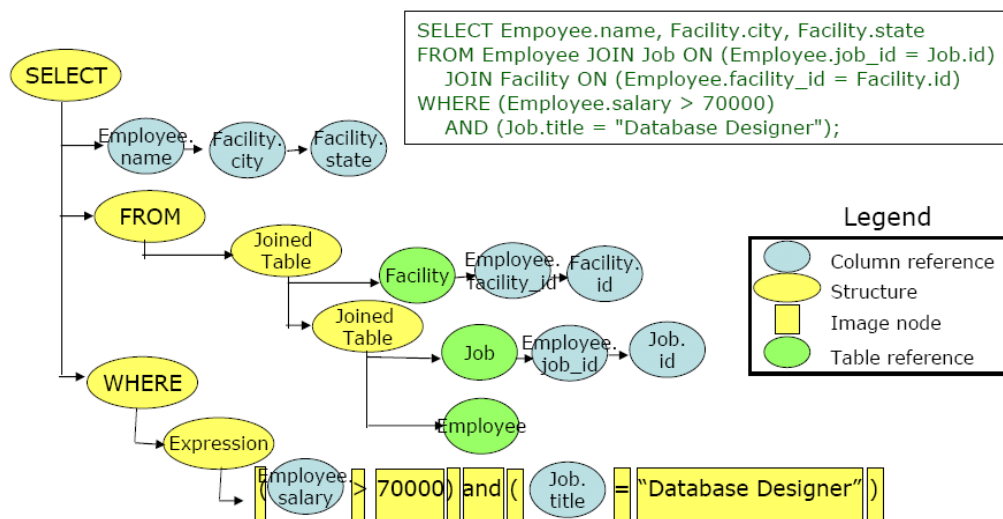 SELECT Empoyee.name, Facility.city, Facility.state
FROM Employee JOIN Job ON (Employee.job_id = Job.id)
JOIN Facility ON (Employee.facility_id = Facility.id)
WHERE (Employee.salary > 70000)
AND (Job.title = "Database Designer");
SELECT
Employee.
name
Facility.
city
Facility.
state
FROM
Joined
Table
Facility
Employee.
facility_id
Facility.
id
Joined
Table
Job
Employee.
job_id
Job.
id
Employee
WHERE
Expression
( Employee.
salary > 70000 ) and ( Job.
title = “Database Designer” )
Legend
Column reference
Structure
Image node
Table reference